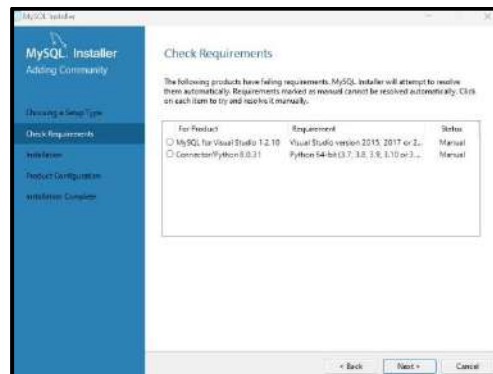 MySQL Installer
MySQL Installer
Adding Community
Choosing a Setup Type
Check Requirements
Installation
Product Configuration
Installation Complete
Check Requirements
The following products have failing requirements. MySQL Installer will attempt to resolve
them automatically. Requirements marked as manual cannot be resolved automatically. Click
on each item to try and resolve it manually.
For Product Requirement Status
MySQL for Visual Studio 1.2.10 Visual Studio version 2015, 2017 or 2... Manual
Connector/Python 8.0.31 Python 64-bit (3.7, 3.8, 3.9, 3.10 or 3... Manual
< Back Next > Cancel